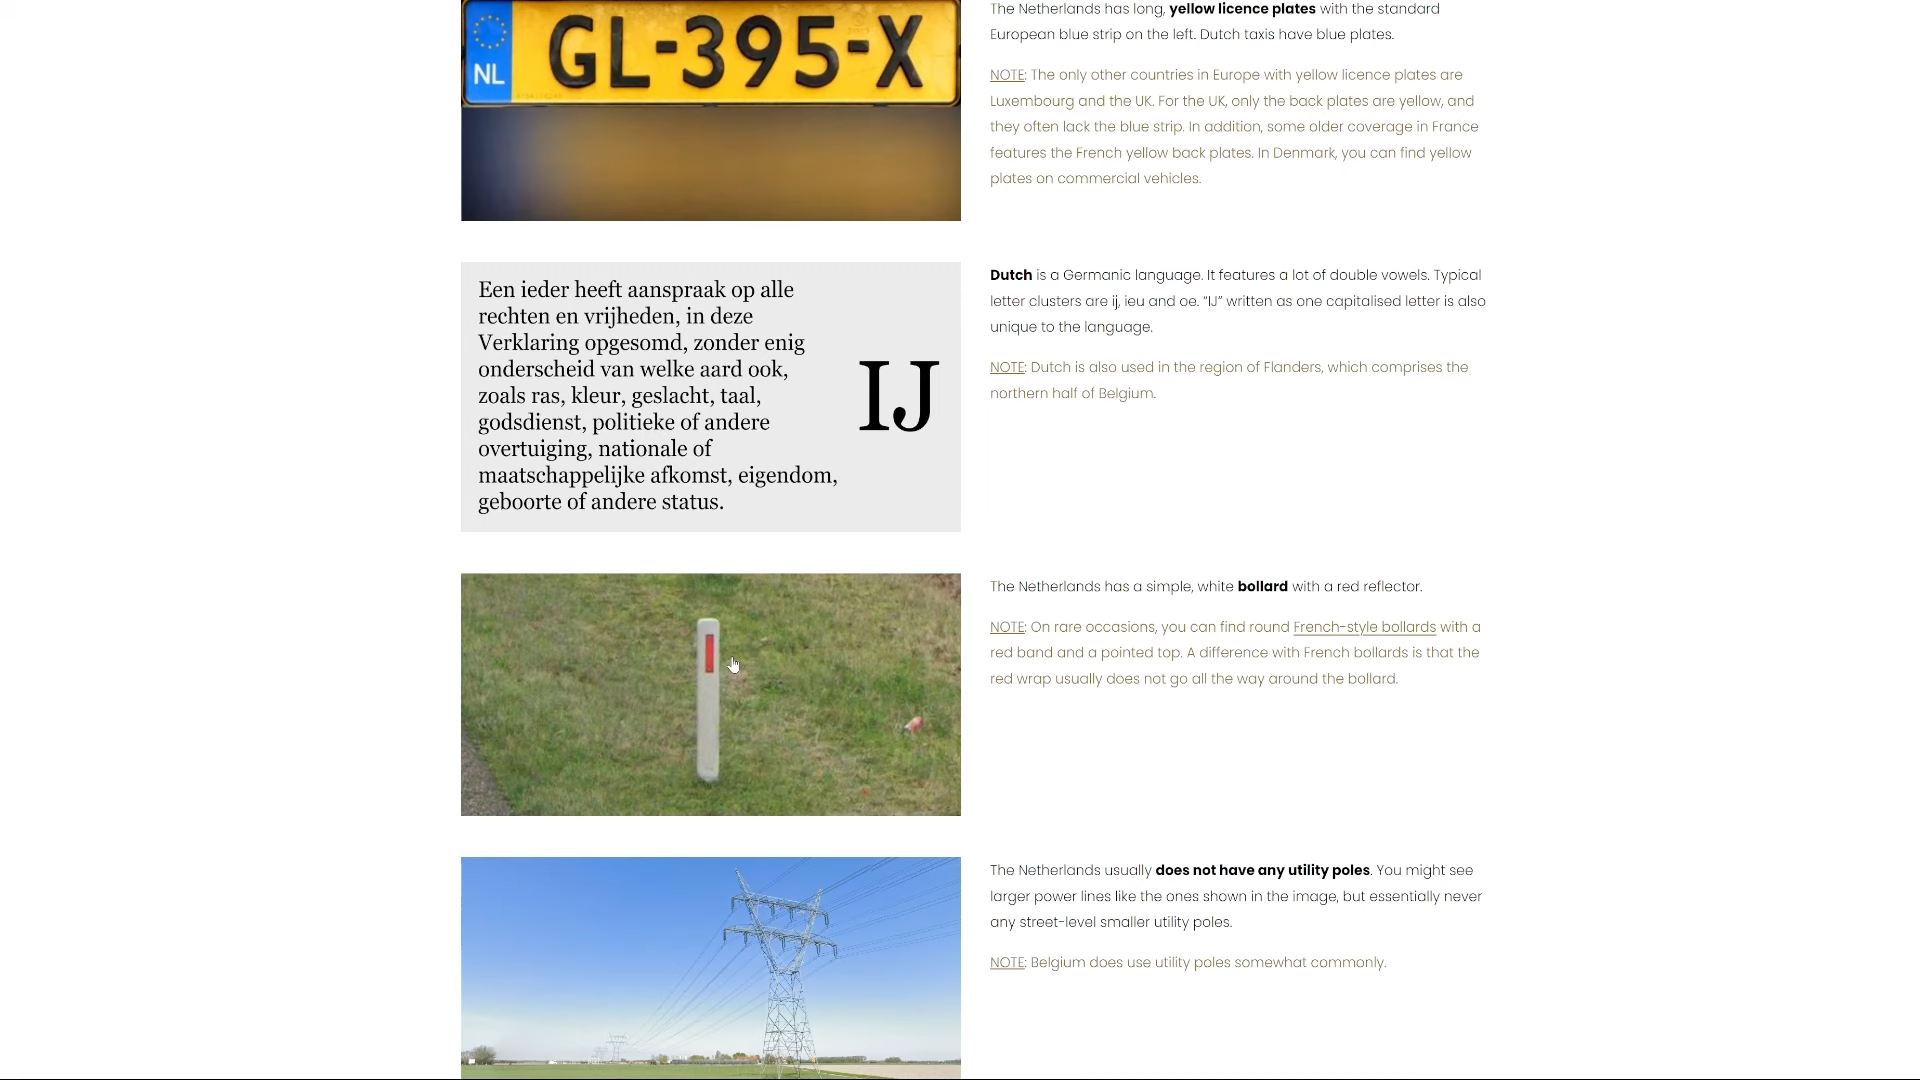 GL-395-X
NL
The Netherlands has long, yellow licence plates with the standard
European blue strip on the left. Dutch taxis have blue plates.
NOTE: The only other countries in Europe with yellow licence plates are
Luxembourg and the UK. For the UK, only the back plates are yellow, and
they often lack the blue strip. In addition, some older coverage in France
features the French yellow back plates. In Denmark, you can find yellow
plates on commercial vehicles.
Een ieder heeft aanspraak op alle
rechten en vrijheden, in deze
Verklaring opgesomd, zonder enig
onderscheid van welke aard ook,
zoals ras, kleur, geslacht, taal,
godsdienst, politieke of andere
overtuiging, nationale of
maatschappelijke afkomst, eigendom,
geboorte of andere status.
IJ
Dutch is a Germanic language. It features a lot of double vowels. Typical
letter clusters are ij, ieu and oe. “IJ” written as one capitalised letter is also
unique to the language.
NOTE: Dutch is also used in the region of Flanders, which comprises the
northern half of Belgium.
The Netherlands has a simple, white bollard with a red reflector.
NOTE: On rare occasions, you can find round French-style bollards with a
red band and a pointed top. A difference with French bollards is that the
red wrap usually does not go all the way around the bollard.
The Netherlands usually does not have any utility poles. You might see
larger power lines like the ones shown in the image, but essentially never
any street-level smaller utility poles.
NOTE: Belgium does use utility poles somewhat commonly.